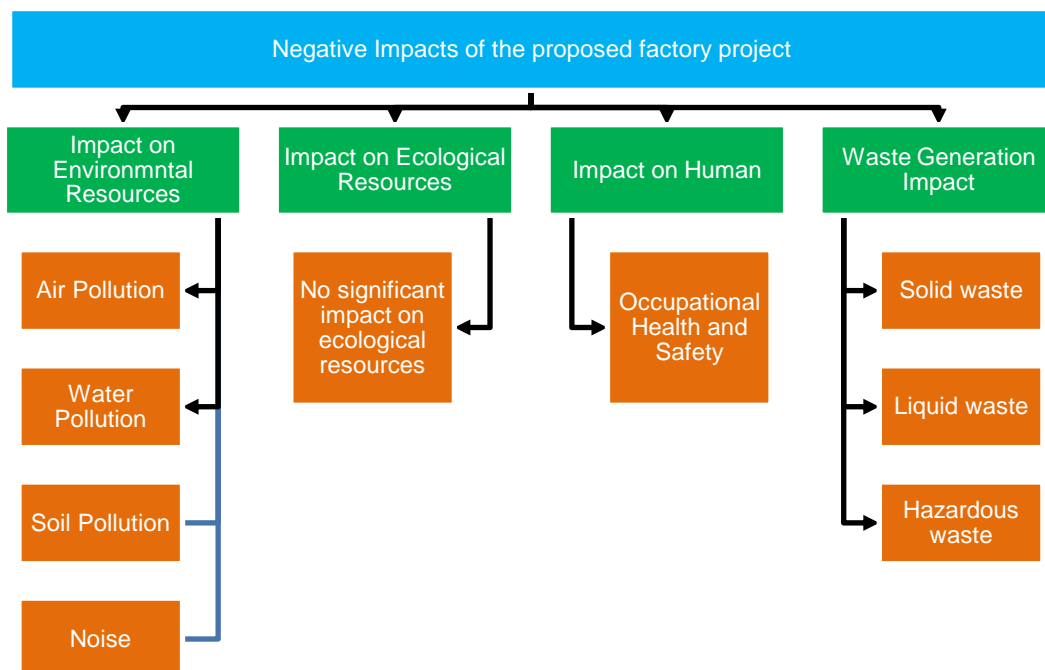 Negative Impacts of the proposed factory project
Impact on
Environmntal
Resources
Impact on Ecological
Resources
Impact on Human
Waste Generation
Impact
Air Pollution
Water
Pollution
Soil Pollution
Noise
No significant
impact on
ecological
resources
Occupational
Health and
Safety
Solid waste
Liquid waste
Hazardous
waste